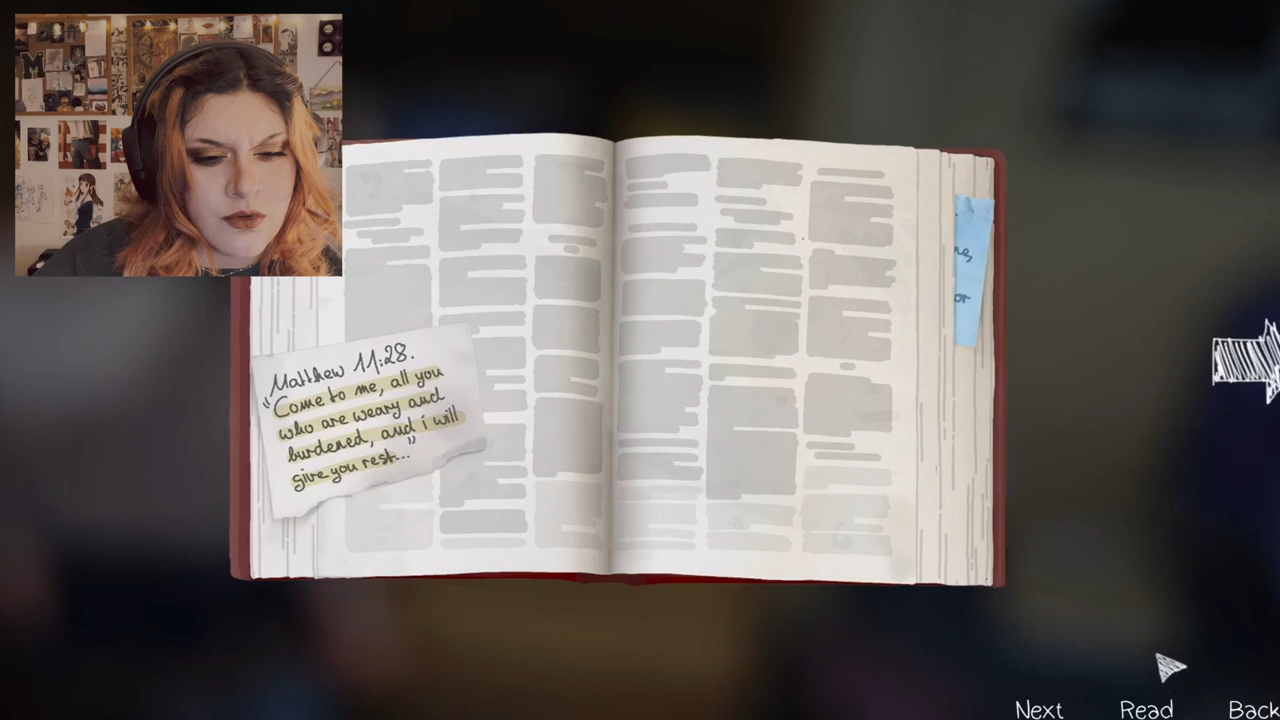 Matthew 11:28.
"Come to me, all you
who are weary and
burdened, and i will
give you rest..."
or
Next
Read
Back